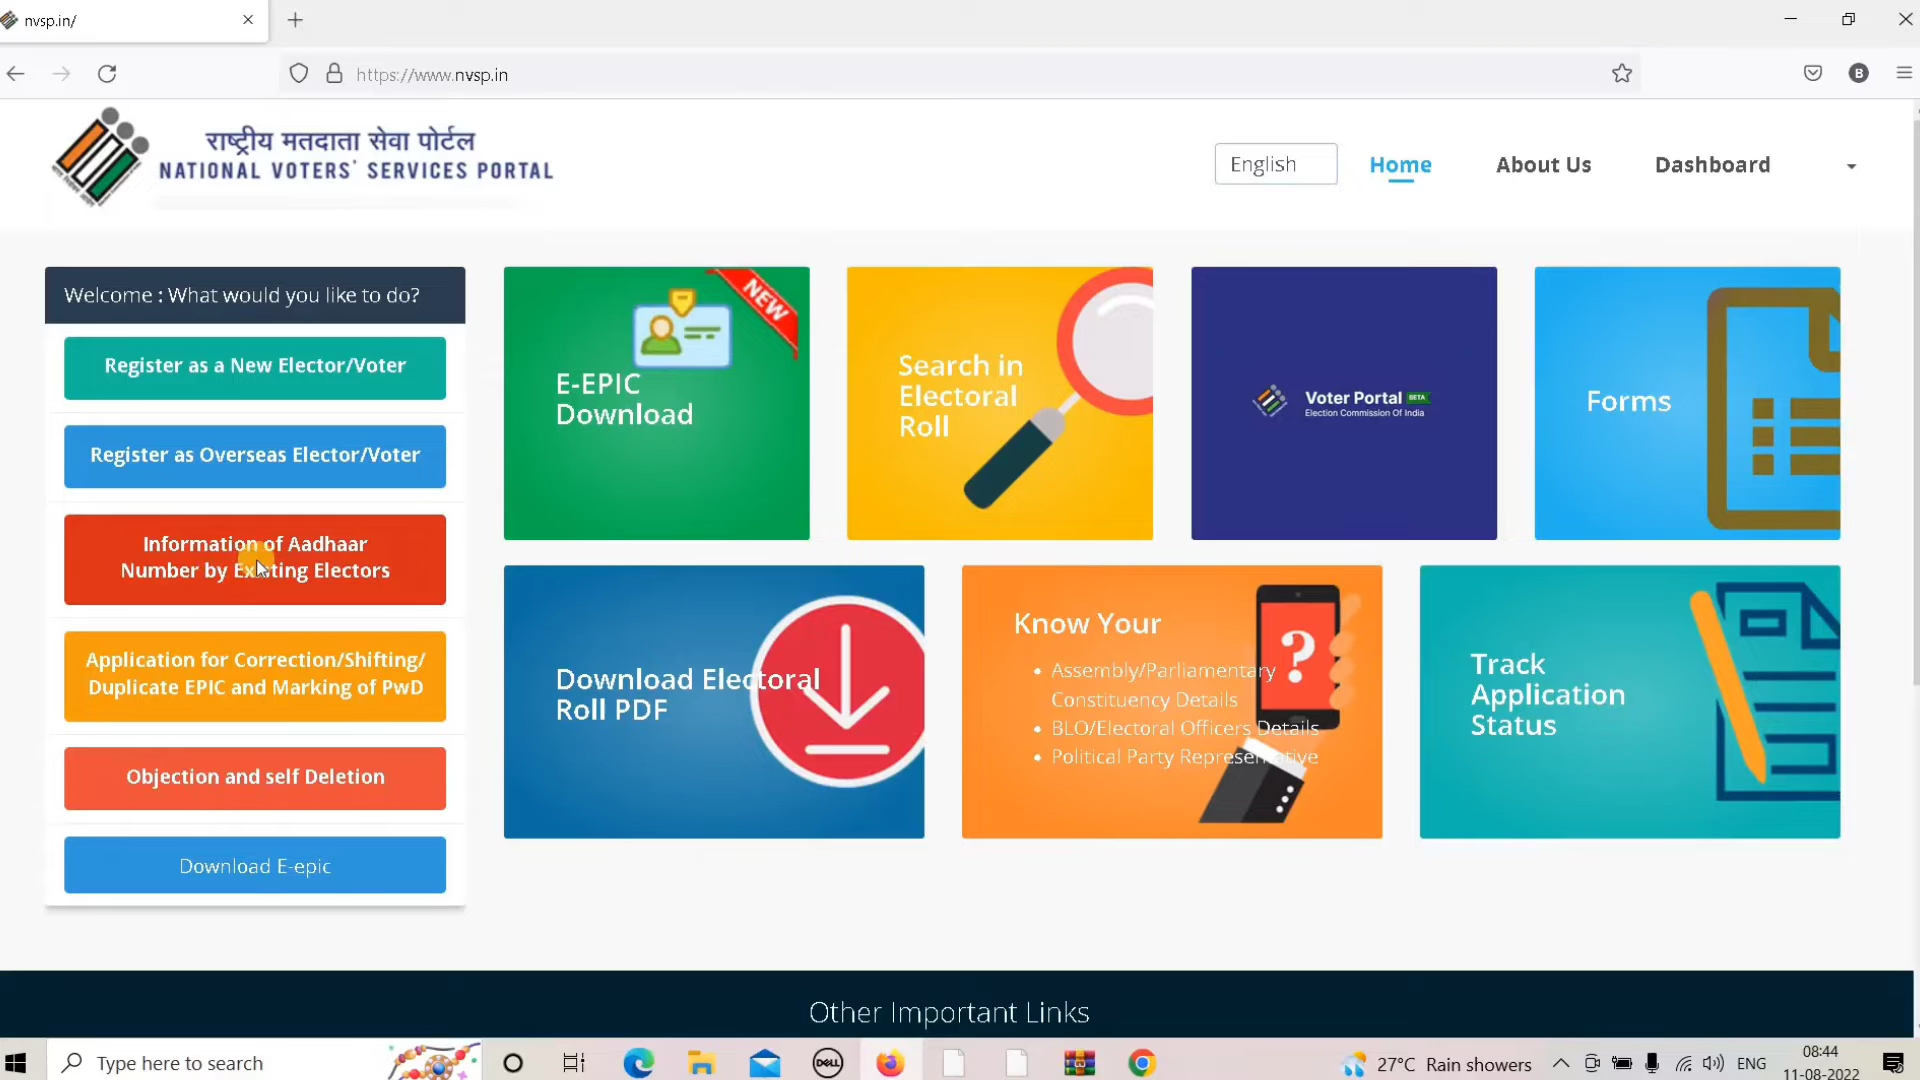 nvsp.in/
https://www.nvsp.in
B
राष्ट्रीय मतदाता सेवा पोर्टल
NATIONAL VOTERS' SERVICES PORTAL
English
Home
About Us
Dashboard
Welcome : What would you like to do?
Register as a New Elector/Voter
Register as Overseas Elector/Voter
Information of Aadhaar
Number by Existing Electors
Application for Correction/Shifting/
Duplicate EPIC and Marking of PwD
Objection and self Deletion
Download E-epic
NEW
E-EPIC
Download
Search in
Electoral
Roll
Voter Portal BETA
Election Commission Of India
Forms
Download Electoral
Roll PDF
Know Your
• Assembly/Parliamentary
Constituency Details
• BLO/Electoral Officers Details
• Political Party Representative
?
Track
Application
Status
Other Important Links
Type here to search
DELL
27°C Rain showers
ENG
08:44
11-08-2022